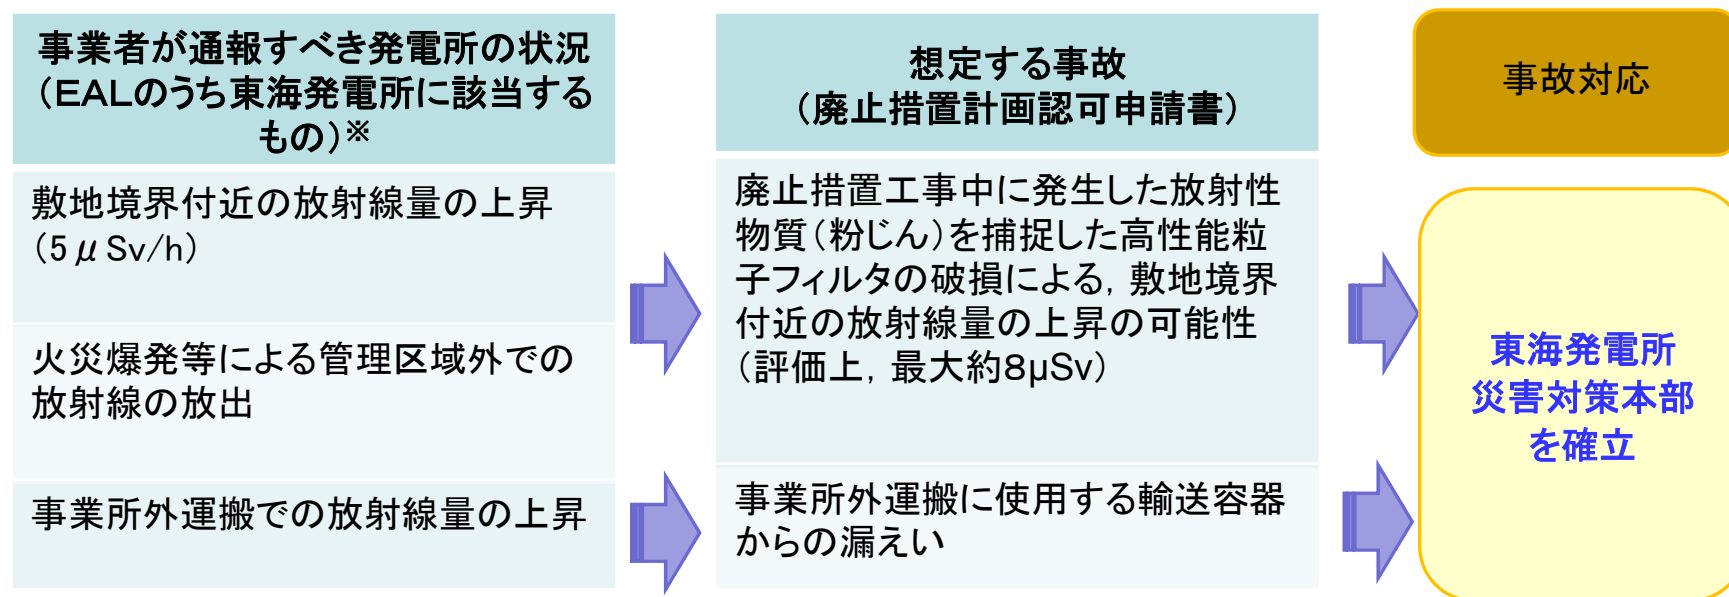 事業者が通報すべき発電所の状況
（EALのうち東海発電所に該当する
もの）※
敷地境界付近の放射線量の上昇
（5μSv/h）
火災爆発等による管理区域外での
放射線の放出
事業所外運搬での放射線量の上昇
想定する事故
（廃止措置計画認可申請書）
廃止措置工事中に発生した放射性
物質（粉じん）を捕捉した高性能粒
子フィルタの破損による，敷地境界
付近の放射線量の上昇の可能性
（評価上，最大約8μSv）
事業所外運搬に使用する輸送容器
からの漏えい
事故対応
東海発電所
災害対策本部
を確立